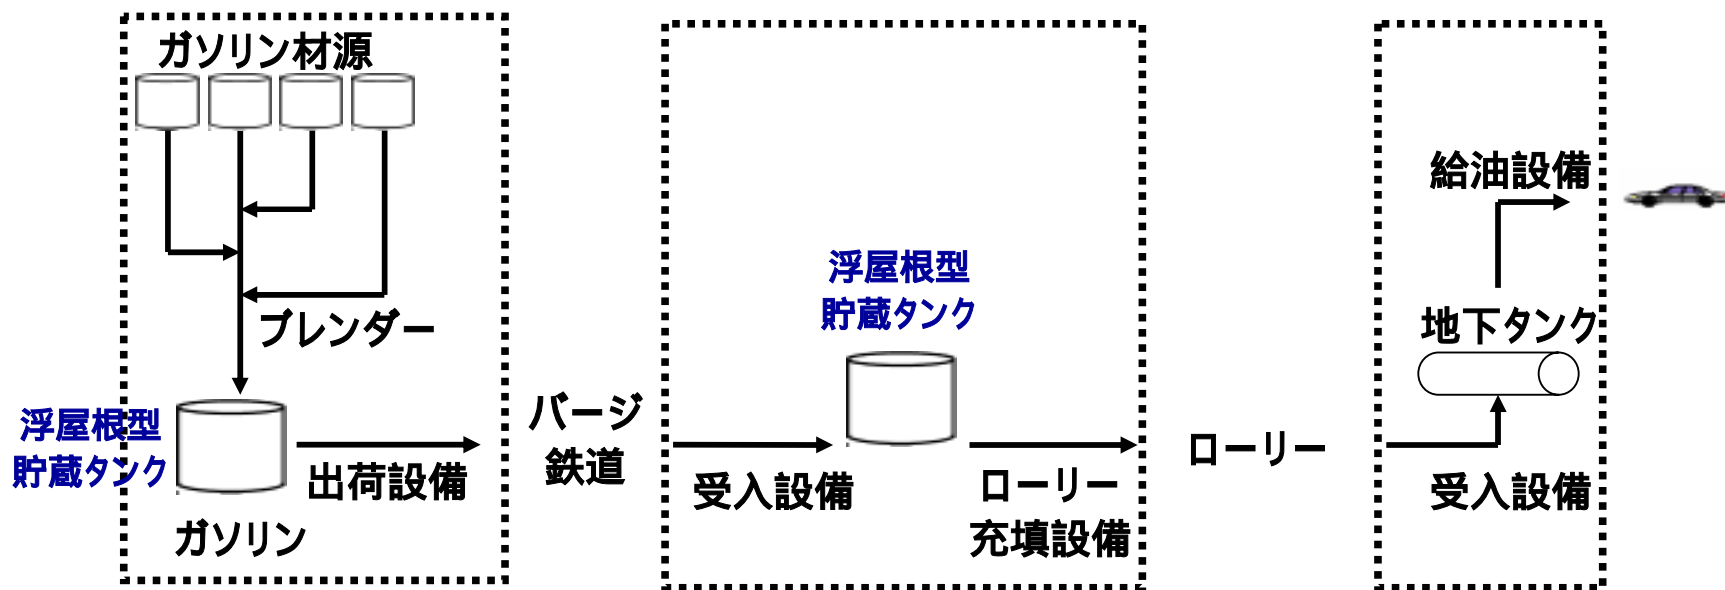 ガソリン材源
ブレンダー
浮屋根型
貯蔵タンク
出荷設備
ガソリン
バージ
鉄道
浮屋根型
貯蔵タンク
受入設備
ローリー
充填設備
ローリー
給油設備
地下タンク
受入設備